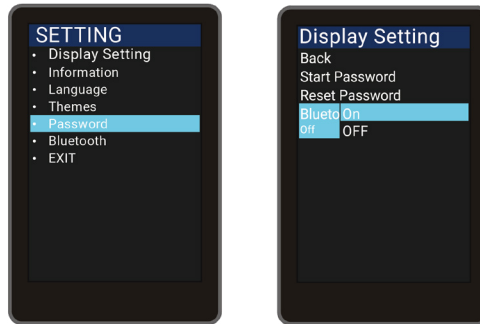 SETTING
• Display Setting
• Information
• Language
• Themes
• Password
• Bluetooth
• EXIT
Display Setting
Back
Start Password
Reset Password
Blueto On
Off OFF